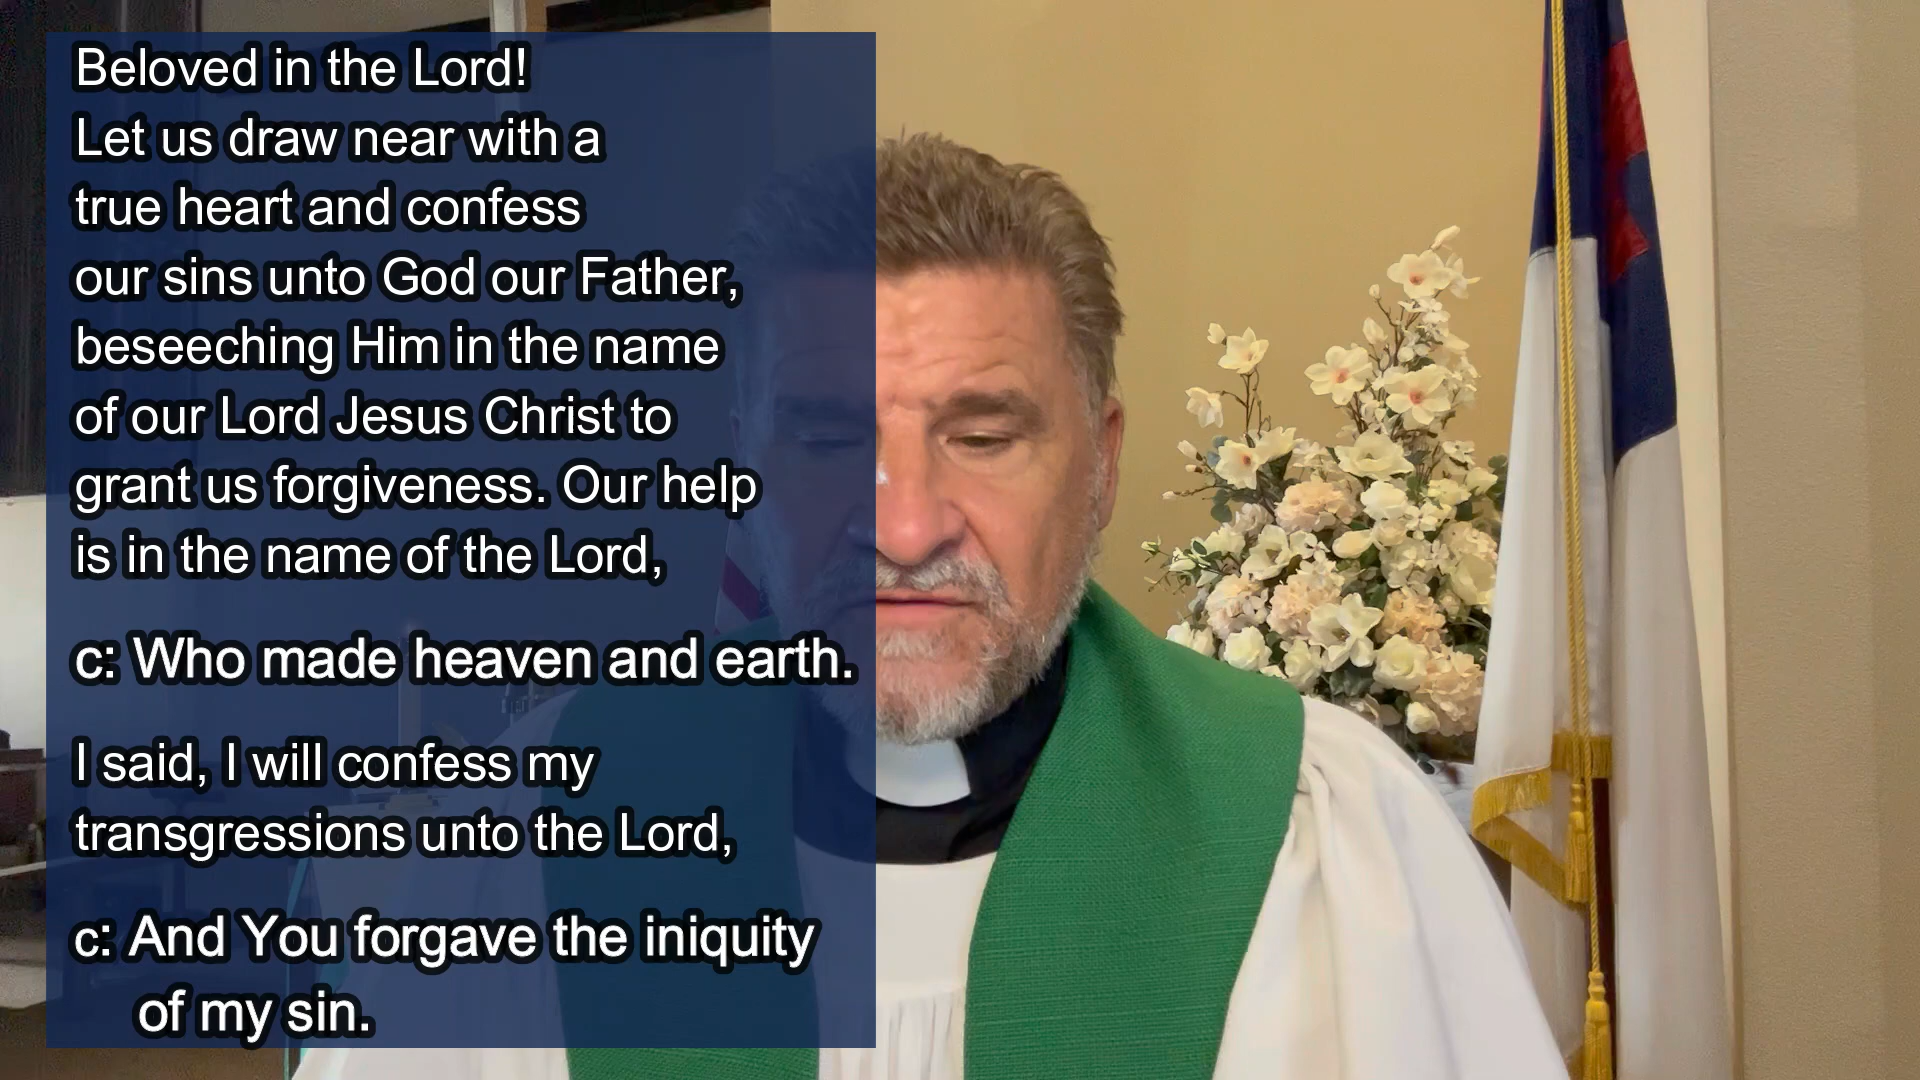 Beloved in the Lord!
Let us draw near with a
true heart and confess
our sins unto God our Father,
beseeching Him in the name
of our Lord Jesus Christ to
grant us forgiveness. Our help
is in the name of the Lord,
c: Who made heaven and earth.
I said, I will confess my
transgressions unto the Lord,
c: And You forgave the iniquity
of my sin.